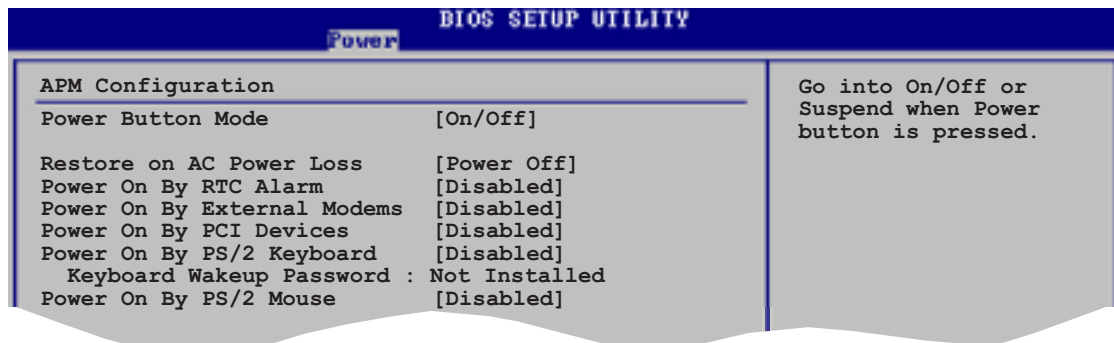 BIOS SETUP UTILITY
Power
APM Configuration
Power Button Mode [On/Off]
Restore on AC Power Loss [Power Off]
Power On By RTC Alarm [Disabled]
Power On By External Modems [Disabled]
Power On By PCI Devices [Disabled]
Power On By PS/2 Keyboard [Disabled]
Keyboard Wakeup Password : Not Installed
Power On By PS/2 Mouse [Disabled]
Go into On/Off or
Suspend when Power
button is pressed.